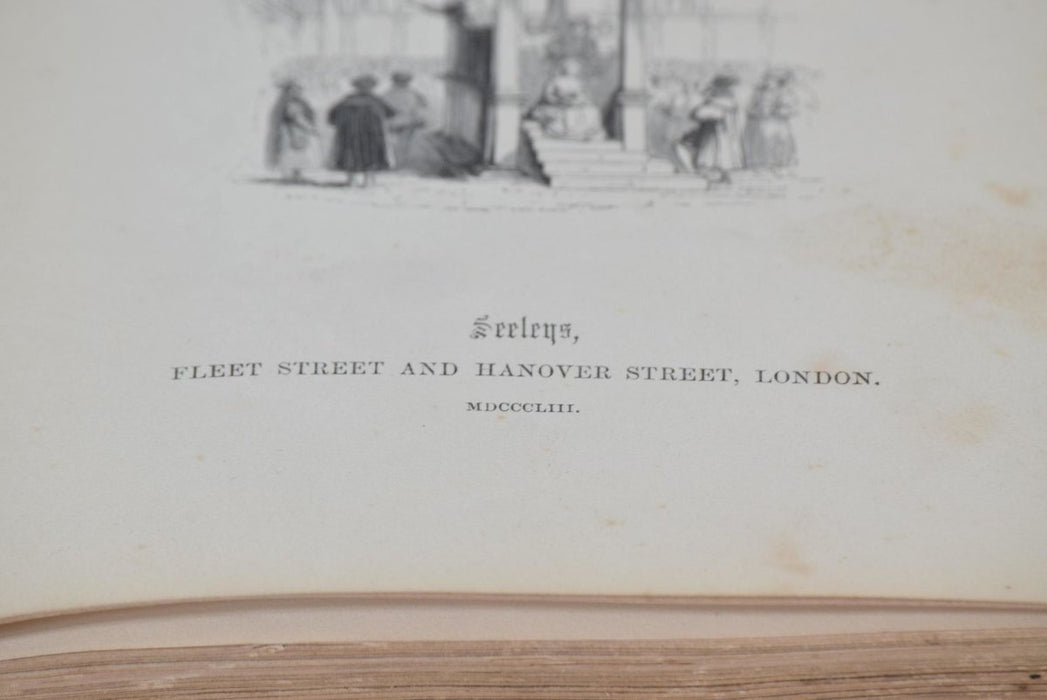 Seeleys,
FLEET STREET AND HANOVER STREET, LONDON.
MDCCCLIII.